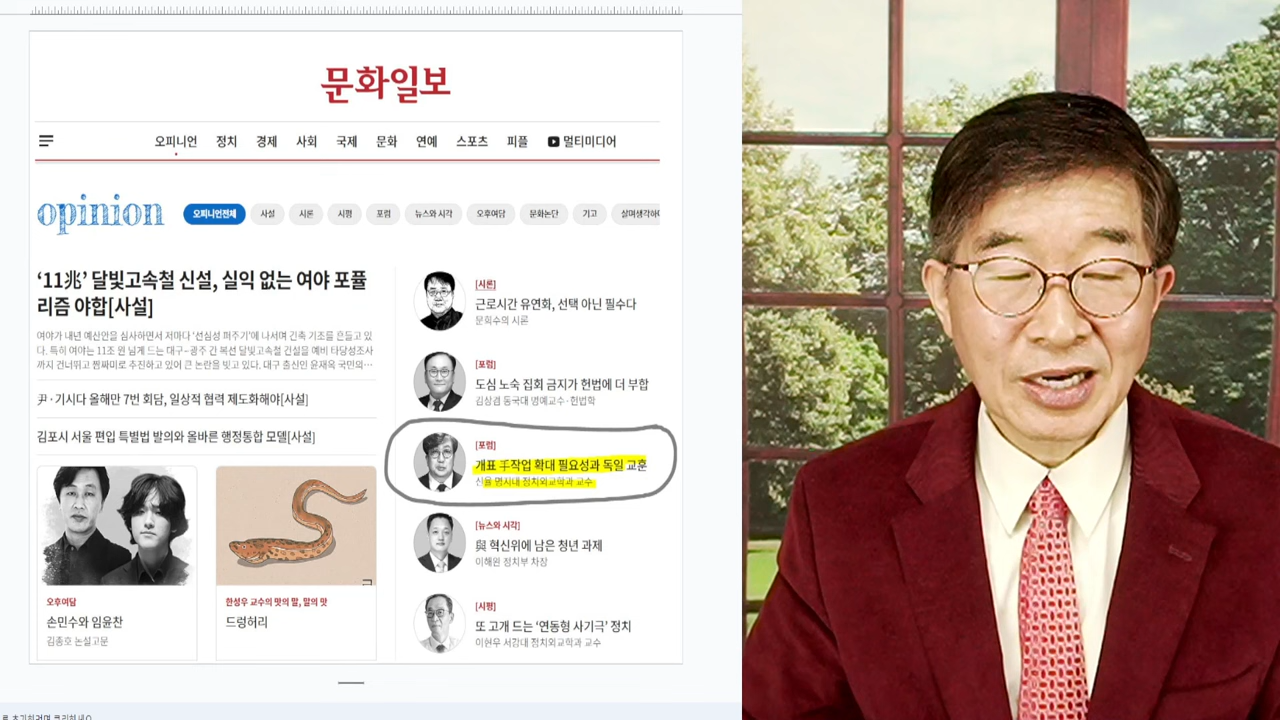 문화일보
오피니언 정치 경제 사회 국제 문화 연예 스포츠 피플 멀티미디어
opinion
오피니언전체 사설 시론 시평 포럼 뉴스와 시각 오후여담 문화논단 기고
‘11兆’ 달빛고속철 신설, 실익 없는 여야 포퓰
리즘 야합[사설]
여야가 내년 예산안을 심사하면서 저마다 ‘선심성 퍼주기’에 나서며 긴축 기조를 흔들고 있
다. 특히 여야는 11조 원 넘게 드는 대구~광주 간 복선 달빛고속철 건설을 예비 타당성조사
까지 건너뛰고 짬짜미로 추진하고 있어 큰 논란을 빚고 있다. 대구 출신인 윤재옥 국민의…
尹·기시다 올해만 7번 회담, 일상적 협력 제도화해야[사설]
김포시 서울 편입 특별법 발의와 올바른 행정통합 모델[사설]
오후여담
손민수와 임윤찬
김종호 논설고문
한성우 교수의 맛의 말, 말의 맛
드렁허리
[시론]
근로시간 유연화, 선택 아닌 필수다
문희수의 시론
[포럼]
도심 노숙 집회 금지가 헌법에 더 부합
김상겸 동국대 명예교수·헌법학
[포럼]
개표 手작업 확대 필요성과 독일 교훈
신율 명지대 정치외교학과 교수
[뉴스와 시각]
與 혁신위에 남은 청년 과제
이해완 정치부 차장
[시평]
또 고개 드는 ‘연동형 사기극’ 정치
이현우 서강대 정치외교학과 교수